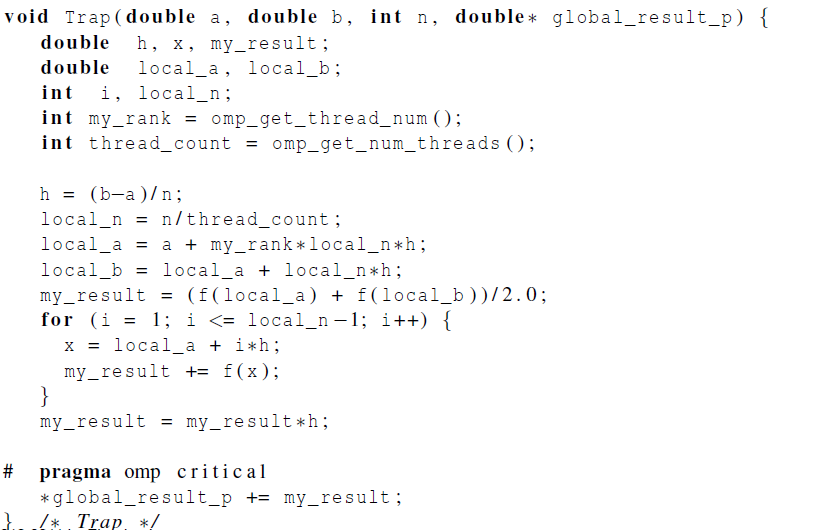 void Trap(double a, double b, int n, double* global_result_p) {
   double  h, x, my_result;
   double  local_a, local_b;
   int  i, local_n;
   int my_rank = omp_get_thread_num();
   int thread_count = omp_get_num_threads();

   h = (b−a)/n;
   local_n = n/thread_count;
   local_a = a + my_rank*local_n*h;
   local_b = local_a + local_n*h;
   my_result = (f(local_a) + f(local_b))/2.0;
   for (i = 1; i <= local_n−1; i++) {
     x = local_a + i*h;
     my_result += f(x);
   }
   my_result = my_result*h;

#  pragma omp critical
   *global_result_p += my_result;
}  /* Trap */